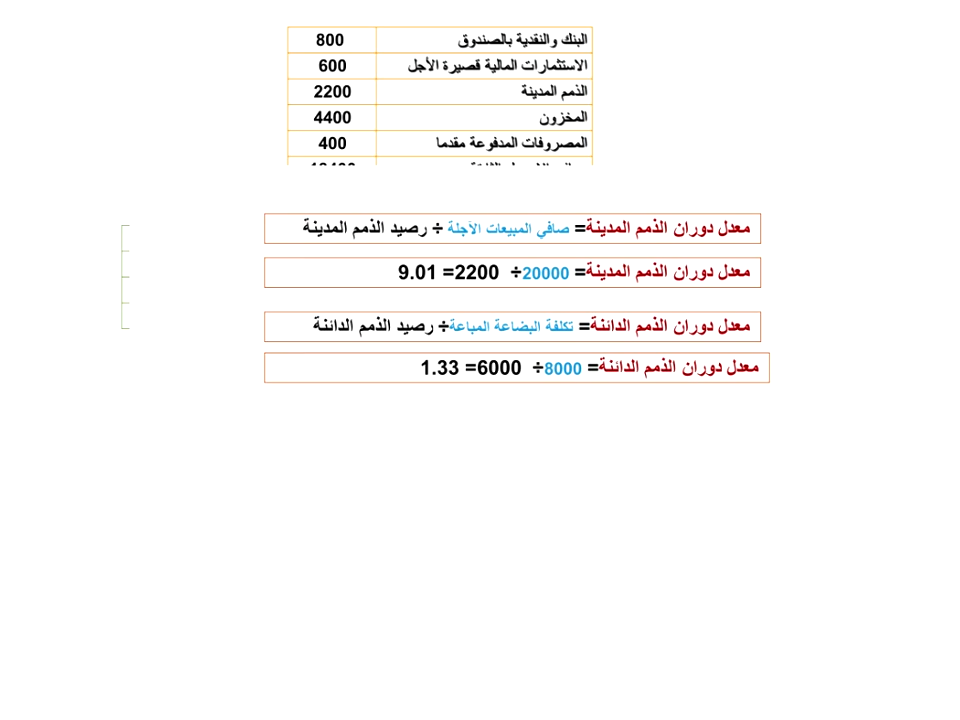 البنك والنقدية بالصندوق 800
الاستثمارات المالية قصيرة الأجل 600
الذمم المدينة 2200
المخزون 4400
المصروفات المدفوعة مقدما 400
معدل دوران الذمم المدينة= صافي المبيعات الآجلة ÷ رصيد الذمم المدينة
معدل دوران الذمم المدينة= 20000÷ 2200= 9.01
معدل دوران الذمم الدائنة= تكلفة البضاعة المباعة÷ رصيد الذمم الدائنة
معدل دوران الذمم الدائنة= 8000÷ 6000= 1.33